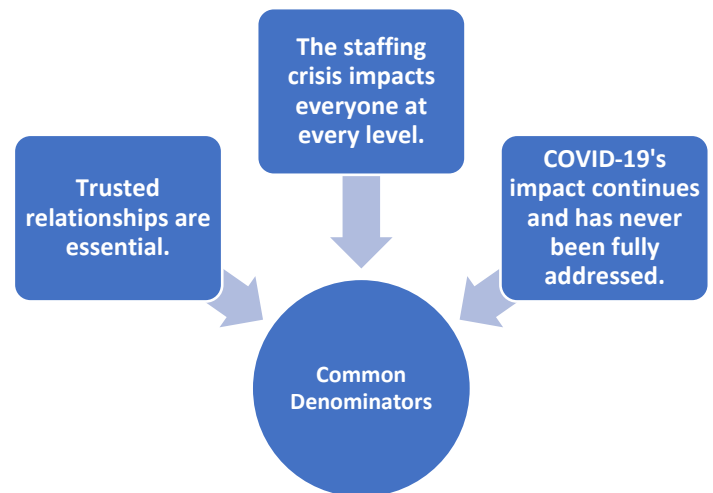 The staffing
crisis impacts
everyone at
every level.
Trusted
relationships are
essential.
COVID-19's
impact continues
and has never
been fully
addressed.
Common
Denominators